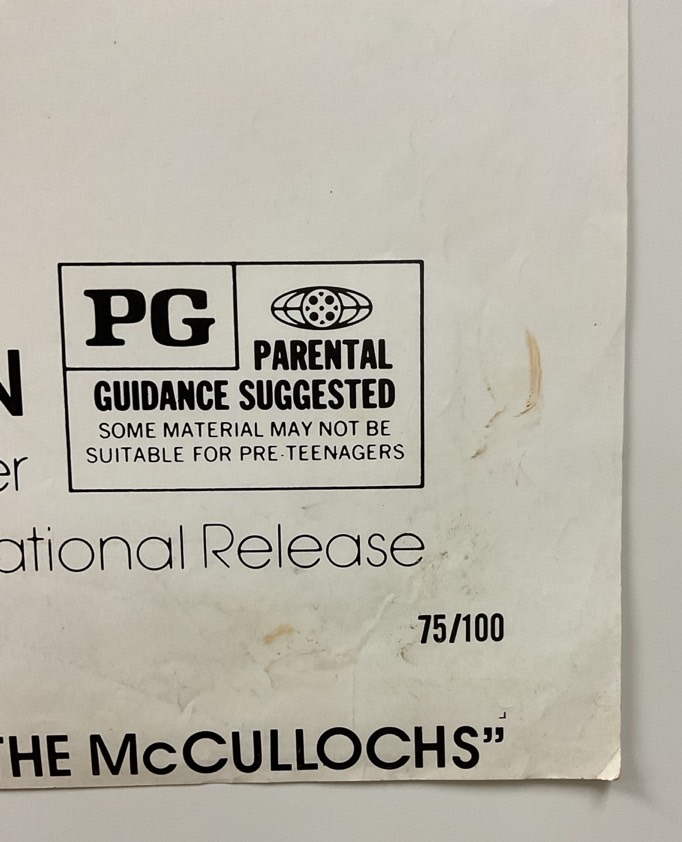 PG
PARENTAL
GUIDANCE SUGGESTED
SOME MATERIAL MAY NOT BE
SUITABLE FOR PRE-TEENAGERS
N
er
ational Release
75/100
THE McCULLOCHS”